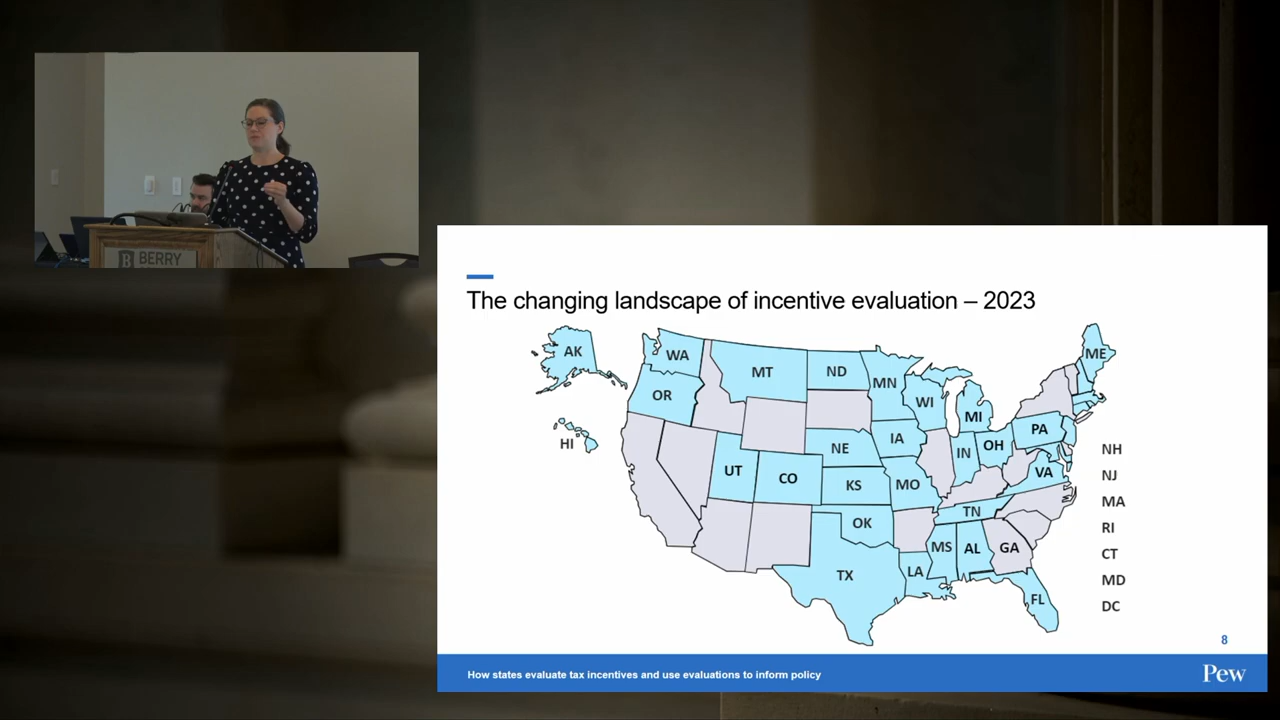 B BERRY
The changing landscape of incentive evaluation – 2023
AK
WA
MT
ND
MN
ME
OR
WI
MI
PA
HI
NE
IA
IN
OH
NH
UT
CO
KS
MO
VA
NJ
MA
OK
TN
RI
MS
AL
GA
CT
TX
LA
MD
FL
DC
8
How states evaluate tax incentives and use evaluations to inform policy
Pew